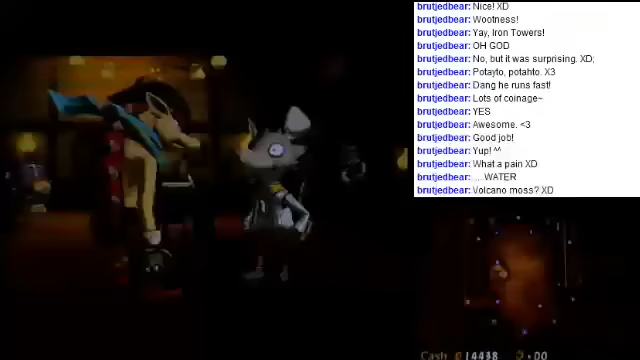 brutjedbear: Nice! XD
brutjedbear: Wootness!
brutjedbear: Yay, Iron Towers!
brutjedbear: OH GOD
brutjedbear: No, but it was surprising. XD;
brutjedbear: Potayto, potahto. X3
brutjedbear: Dang he runs fast!
brutjedbear: Lots of coinage~
brutjedbear: YES
brutjedbear: Awesome. <3
brutjedbear: Good job!
brutjedbear: Yup! ^^
brutjedbear: What a pain XD
brutjedbear: ....WATER
brutjedbear: Volcano moss? XD
Cash 14438 :00